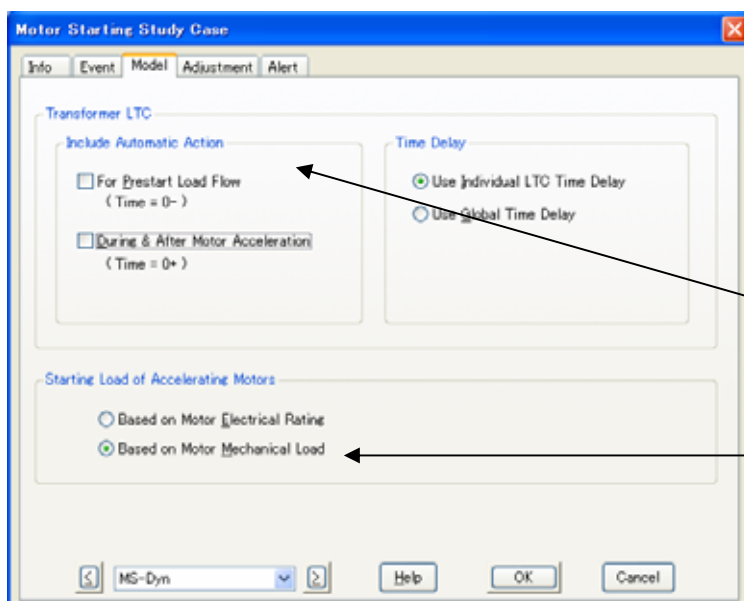 Motor Starting Study Case
Info Event Model Adjustment Alert
Transformer LTC
Include Automatic Action
For Prestart Load Flow
( Time = 0- )
During & After Motor Acceleration
( Time = 0+ )
Time Delay
Use Individual LTC Time Delay
Use Global Time Delay
Starting Load of Accelerating Motors
Based on Motor Electrical Rating
Based on Motor Mechanical Load
< MS-Dyn > Help OK Cancel